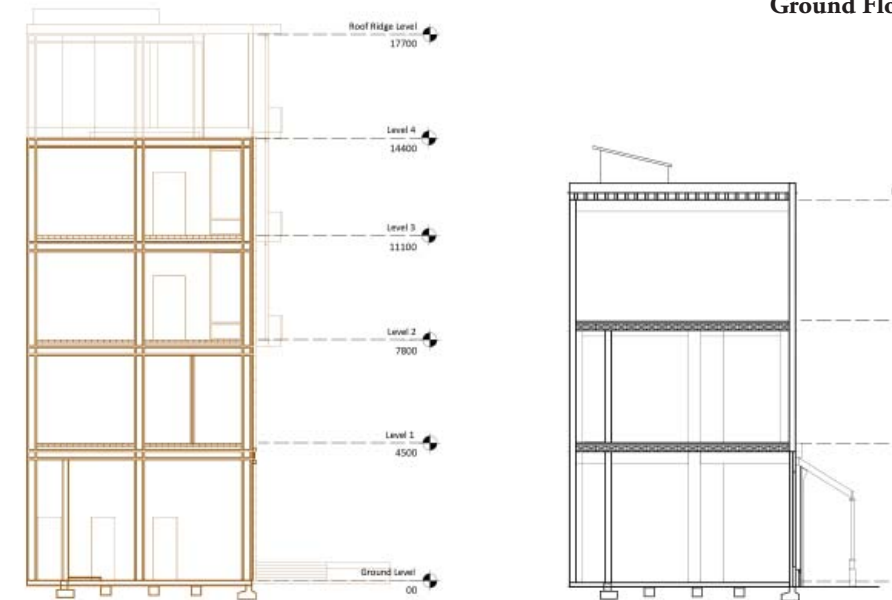 Ground Flo
Roof Ridge Level
17700
Level 4
14400
Level 3
11100
Level 2
7800
Level 1
4500
Ground Level
00